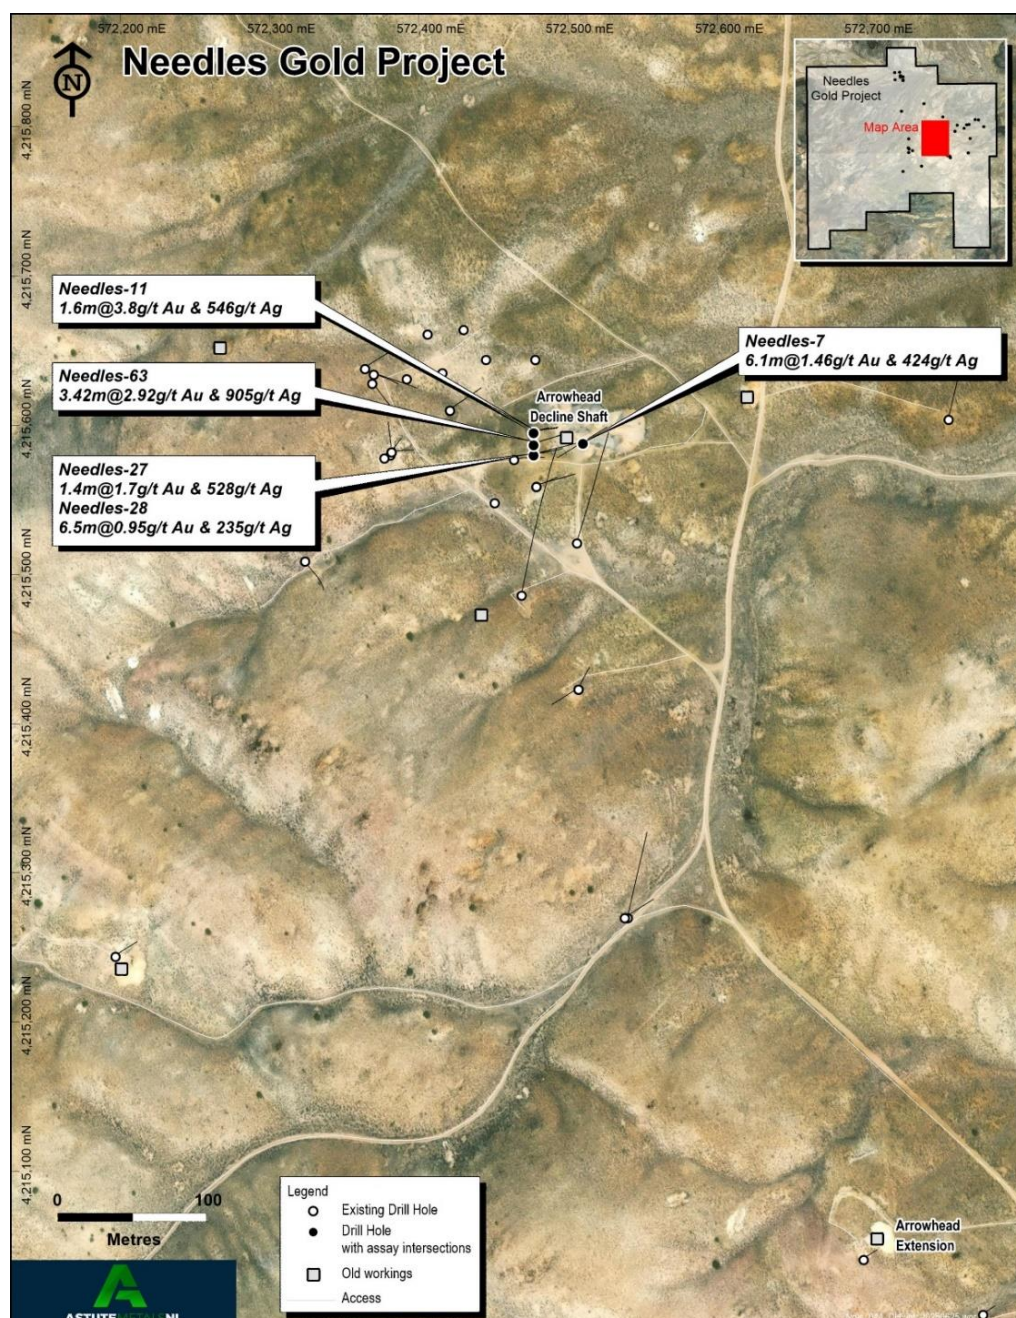 572,200 mE
572,300 mE
572,400 mE
572,500 mE
572,600 mE
572,700 mE
Needles Gold Project
N
Needles
Gold Project
Map Area
4,215,800 mN
4,215,700 mN
4,215,600 mN
4,215,500 mN
4,215,400 mN
4,215,300 mN
4,215,200 mN
4,215,100 mN
Needles-11
1.6m@3.8g/t Au & 546g/t Ag
Needles-63
3.42m@2.92g/t Au & 905g/t Ag
Needles-27
1.4m@1.7g/t Au & 528g/t Ag
Needles-28
6.5m@0.95g/t Au & 235g/t Ag
Needles-7
6.1m@1.46g/t Au & 424g/t Ag
Arrowhead
Decline Shaft
Arrowhead
Extension
0 100
Metres
Legend
Existing Drill Hole
Drill Hole
with assay intersections
Old workings
Access
ASTUTE METALS NL